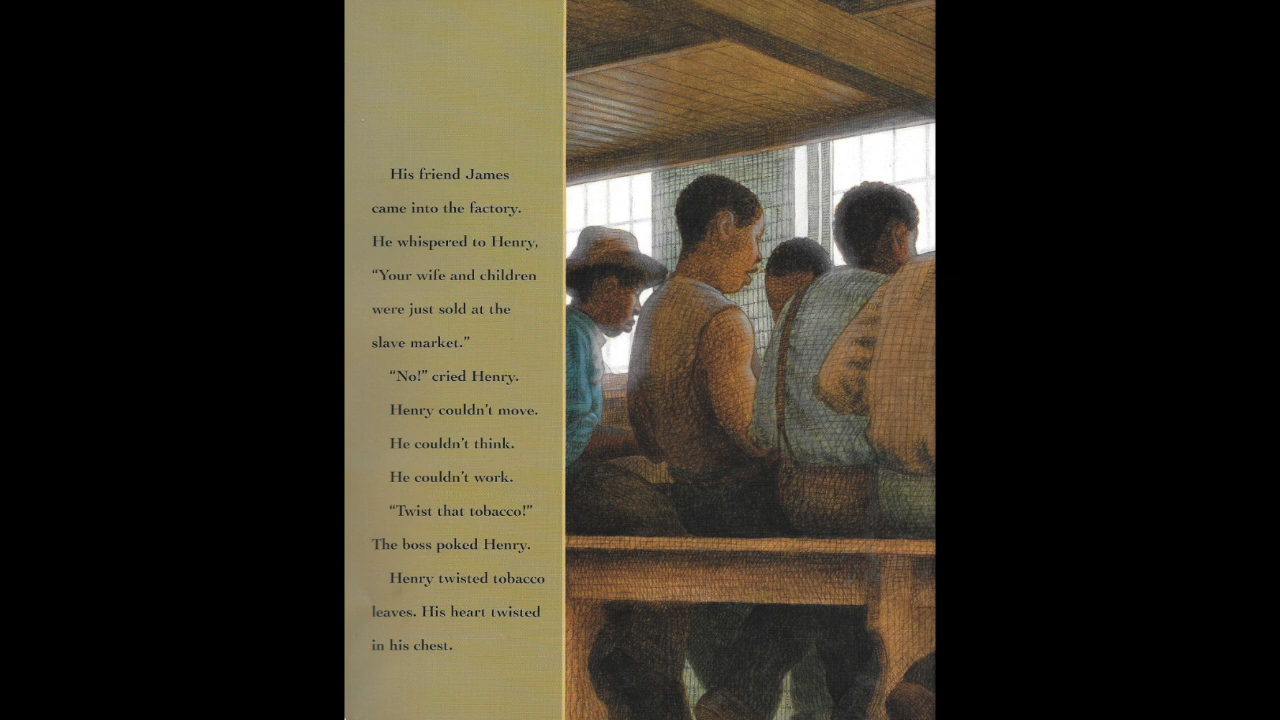 His friend James
came into the factory.
He whispered to Henry,
“Your wife and children
were just sold at the
slave market.”
“No!” cried Henry.
Henry couldn’t move.
He couldn’t think.
He couldn’t work.
“Twist that tobacco!”
The boss poked Henry.
Henry twisted tobacco
leaves. His heart twisted
in his chest.